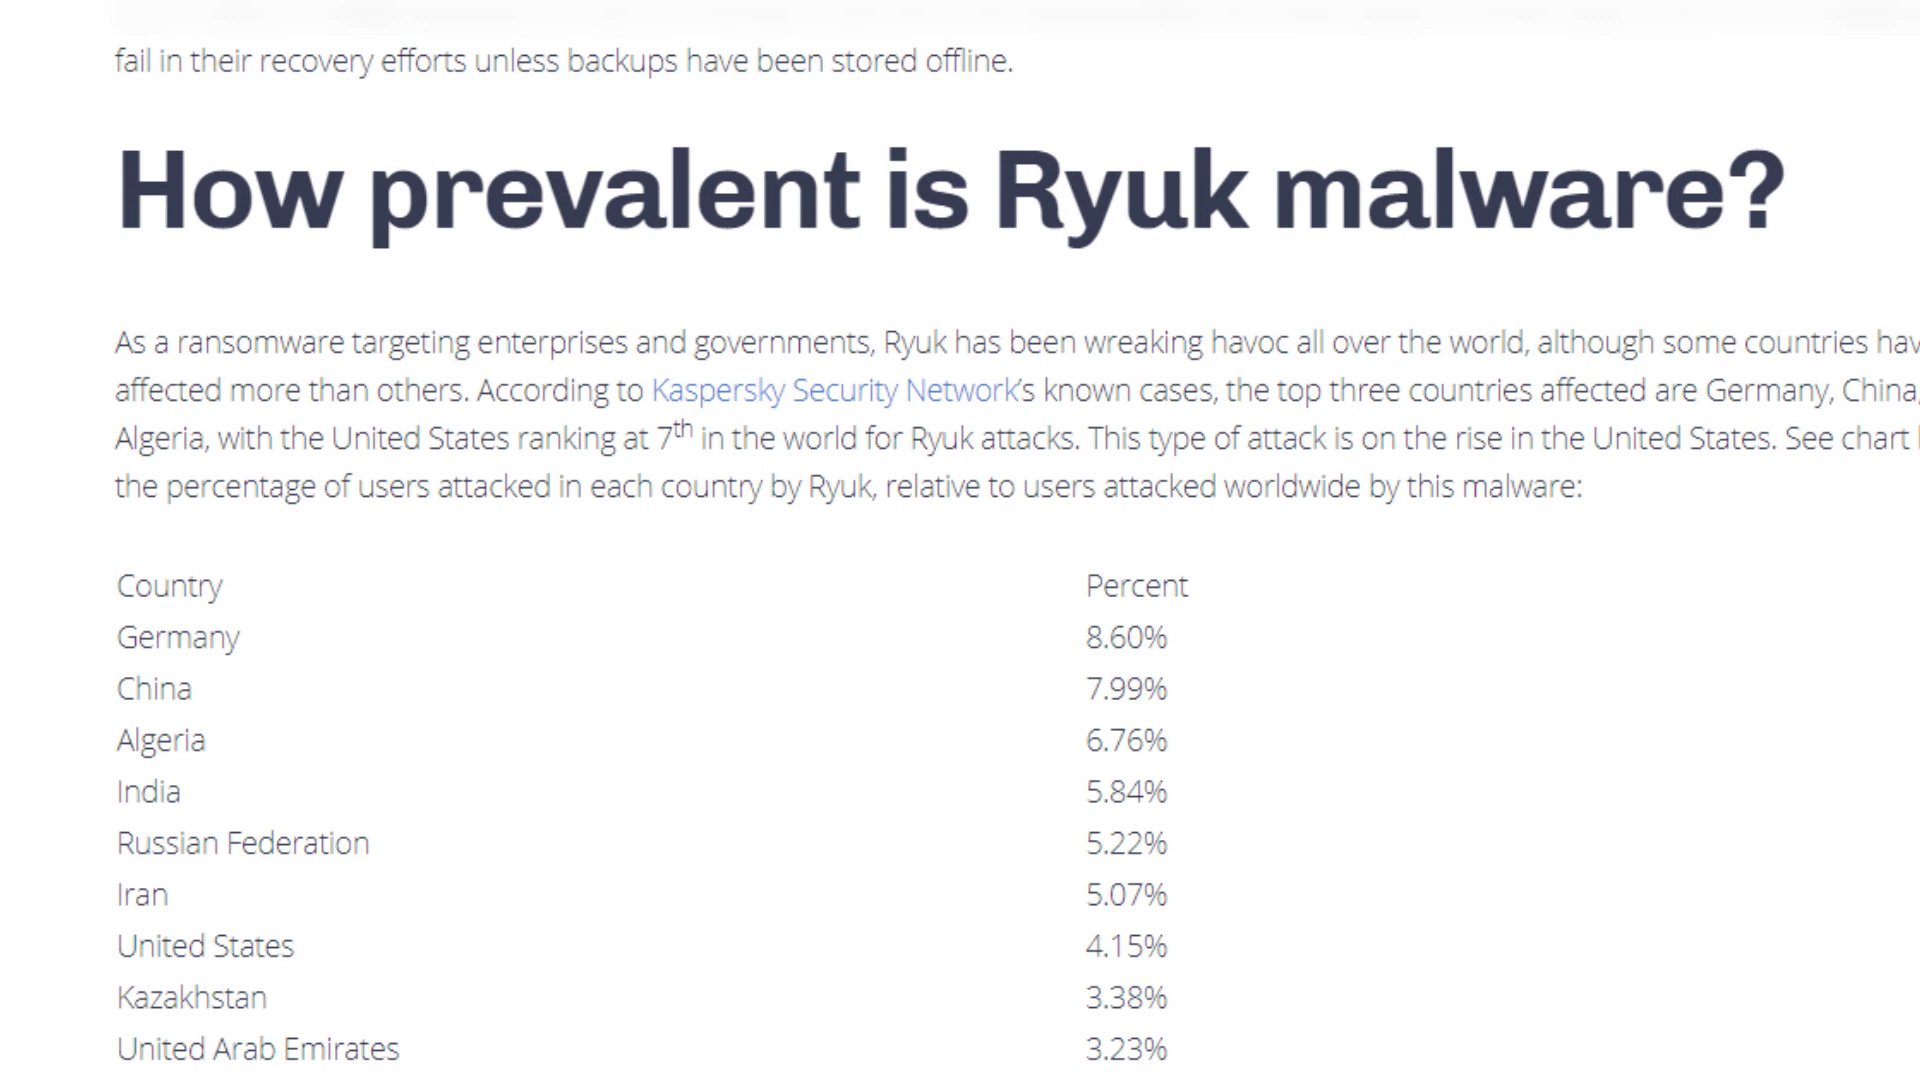 fail in their recovery efforts unless backups have been stored offline.
How prevalent is Ryuk malware?
As a ransomware targeting enterprises and governments, Ryuk has been wreaking havoc all over the world, although some countries hav
affected more than others. According to Kaspersky Security Network's known cases, the top three countries affected are Germany, China,
Algeria, with the United States ranking at 7th in the world for Ryuk attacks. This type of attack is on the rise in the United States. See chart
the percentage of users attacked in each country by Ryuk, relative to users attacked worldwide by this malware:
Country Percent
Germany 8.60%
China 7.99%
Algeria 6.76%
India 5.84%
Russian Federation 5.22%
Iran 5.07%
United States 4.15%
Kazakhstan 3.38%
United Arab Emirates 3.23%